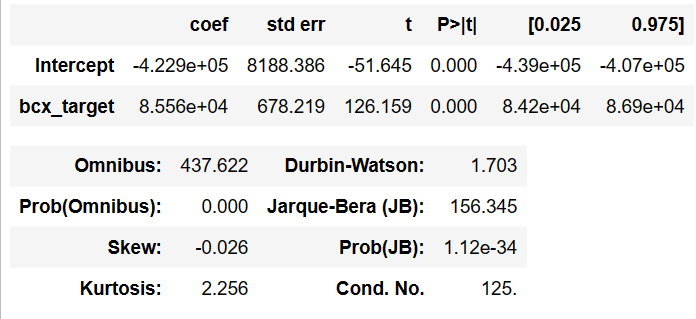 coef std err t P>|t| [0.025 0.975]
Intercept -4.229e+05 8188.386 -51.645 0.000 -4.39e+05 -4.07e+05
bcx_target 8.556e+04 678.219 126.159 0.000 8.42e+04 8.69e+04
Omnibus: 437.622 Durbin-Watson: 1.703
Prob(Omnibus): 0.000 Jarque-Bera (JB): 156.345
Skew: -0.026 Prob(JB): 1.12e-34
Kurtosis: 2.256 Cond. No. 125.